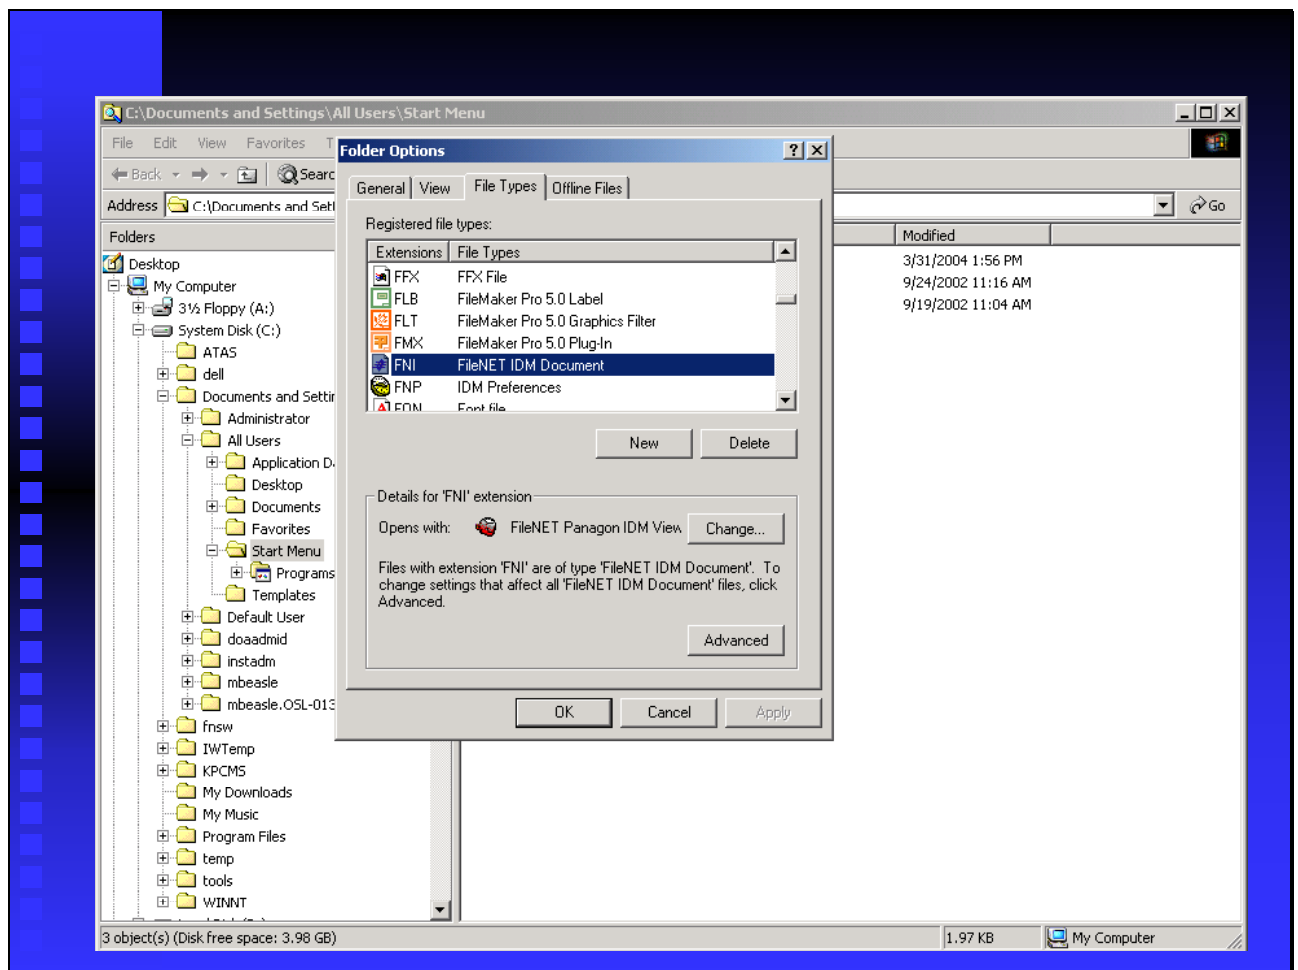 C:\Documents and Settings\All Users\Start Menu
File Edit View Favorites T
Back Searc
Address C:\Documents and Sett Go
Folders
Desktop
My Computer
3½ Floppy (A:)
System Disk (C:)
ATAS
dell
Documents and Settin
Administrator
All Users
Application D
Desktop
Documents
Favorites
Start Menu
Programs
Templates
Default User
doaadmid
instadm
mbeasle
mbeasle.OSL-013
fnsw
IWTemp
KPCMS
My Downloads
My Music
Program Files
temp
tools
WINNT
Folder Options
General View File Types Offline Files
Registered file types:
Extensions File Types
FFX FFX File
FLB FileMaker Pro 5.0 Label
FLT FileMaker Pro 5.0 Graphics Filter
FMX FileMaker Pro 5.0 Plug-In
FNI FileNET IDM Document
FNP IDM Preferences
FON Font file
New Delete
Details for 'FNI' extension
Opens with: FileNET Panagon IDM View Change...
Files with extension 'FNI' are of type 'FileNET IDM Document'. To
change settings that affect all 'FileNET IDM Document' files, click
Advanced.
Advanced
OK Cancel Apply
Modified
3/31/2004 1:56 PM
9/24/2002 11:16 AM
9/19/2002 11:04 AM
3 object(s) (Disk free space: 3.98 GB) 1.97 KB My Computer